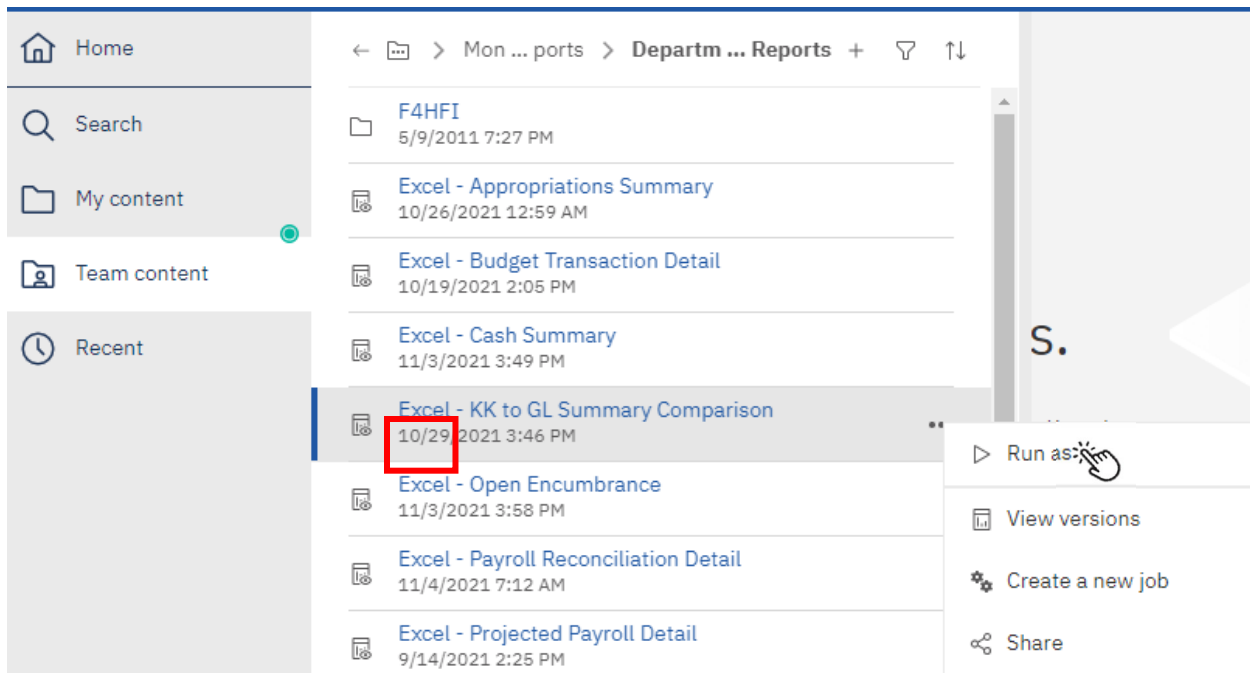 Home
Search
My content
Team content
Recent
Mon ... ports > Departm ... Reports +
F4HFI
5/9/2011 7:27 PM
Excel - Appropriations Summary
10/26/2021 12:59 AM
Excel - Budget Transaction Detail
10/19/2021 2:05 PM
Excel - Cash Summary
11/3/2021 3:49 PM
Excel - KK to GL Summary Comparison
10/29/2021 3:46 PM
Excel - Open Encumbrance
11/3/2021 3:58 PM
Excel - Payroll Reconciliation Detail
11/4/2021 7:12 AM
Excel - Projected Payroll Detail
9/14/2021 2:25 PM
s.
Run as
View versions
Create a new job
Share